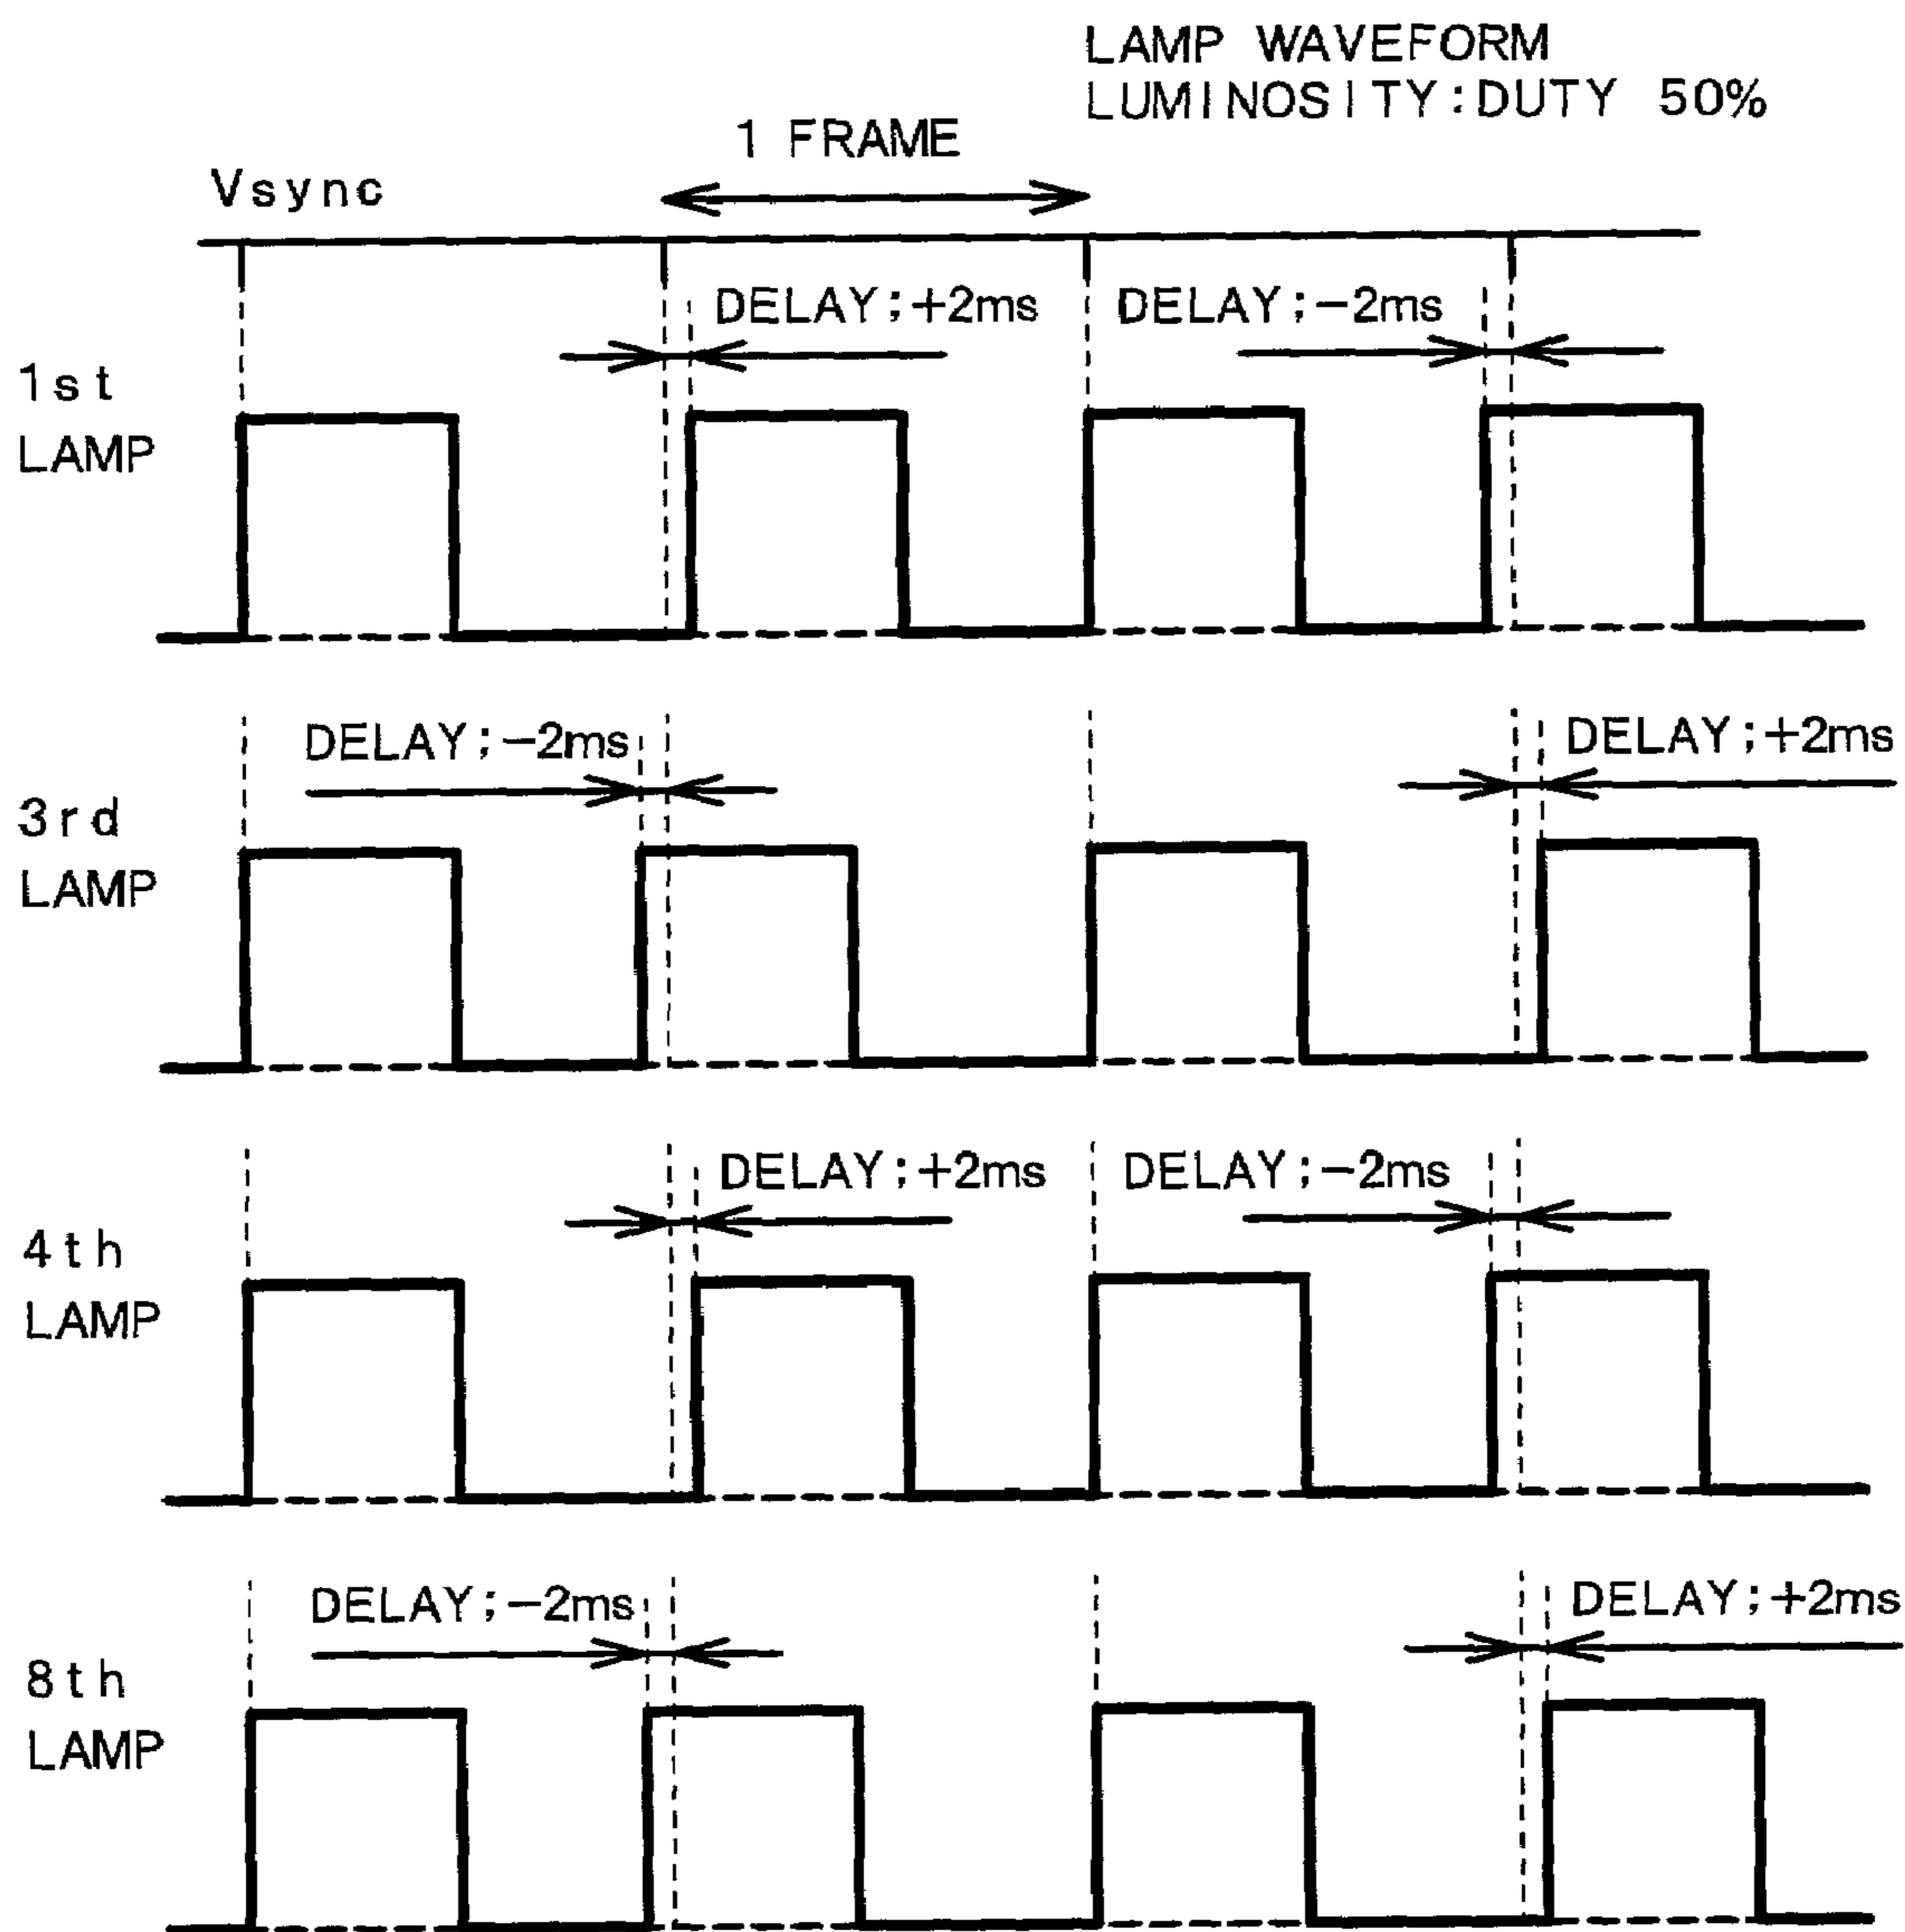 LAMP WAVEFORM
LUMINOSITY:DUTY 50%
1 FRAME
Vsync
DELAY;+2ms
DELAY;-2ms
1st
LAMP
DELAY;-2ms
DELAY;+2ms
3rd
LAMP
DELAY;+2ms
DELAY;-2ms
4th
LAMP
DELAY;-2ms
DELAY;+2ms
8th
LAMP